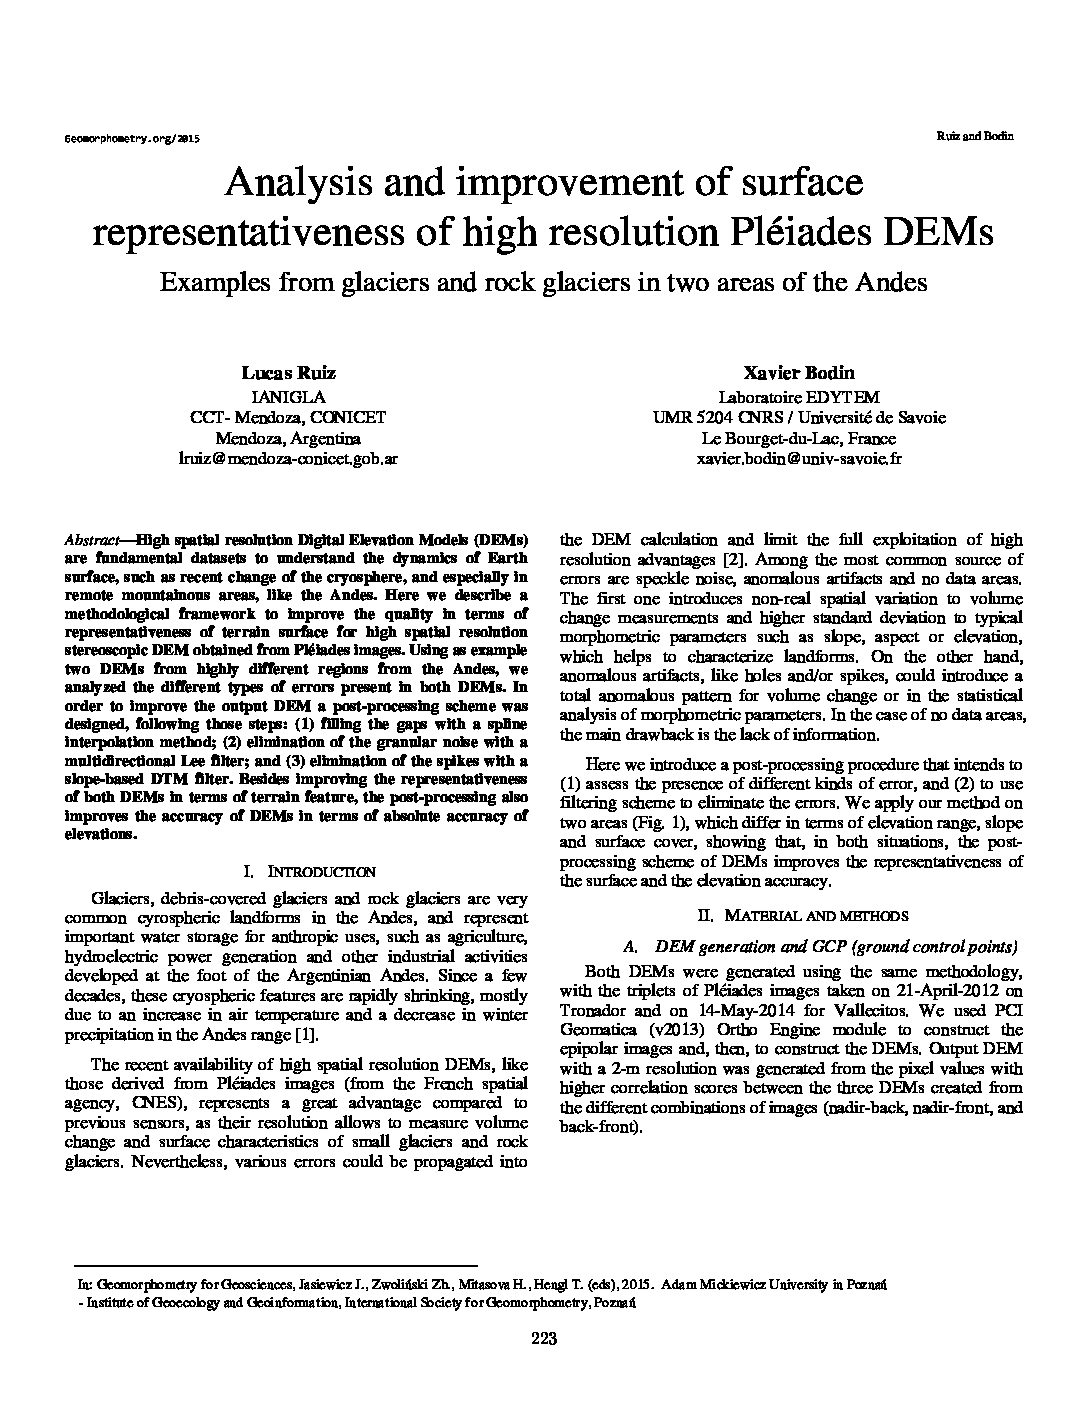 Geomorphometry.org/2015
Ruiz and Bodin
Analysis and improvement of surface
representativeness of high resolution Pléiades DEMs
Examples from glaciers and rock glaciers in two areas of the Andes
Lucas Ruiz
IANIGLA
CCT- Mendoza, CONICET
Mendoza, Argentina
lruiz@mendoza-conicet.gob.ar
Xavier Bodin
Laboratoire EDYTEM
UMR 5204 CNRS / Université de Savoie
Le Bourget-du-Lac, France
xavier.bodin@univ-savoie.fr
Abstract—High spatial resolution Digital Elevation Models (DEMs)
are fundamental datasets to understand the dynamics of Earth
surface, such as recent change of the cryosphere, and especially in
remote mountainous areas, like the Andes. Here we describe a
methodological framework to improve the quality in terms of
representativeness of terrain surface for high spatial resolution
stereoscopic DEM obtained from Pléiades images. Using as example
two DEMs from highly different regions from the Andes, we
analyzed the different types of errors present in both DEMs. In
order to improve the output DEM a post-processing scheme was
designed, following those steps: (1) filling the gaps with a spline
interpolation method; (2) elimination of the granular noise with a
multidirectional Lee filter; and (3) elimination of the spikes with a
slope-based DTM filter. Besides improving the representativeness
of both DEMs in terms of terrain feature, the post-processing also
improves the accuracy of DEMs in terms of absolute accuracy of
elevations.
I. INTRODUCTION
Glaciers, debris-covered glaciers and rock glaciers are very
common cyrospheric landforms in the Andes, and represent
important water storage for anthropic uses, such as agriculture,
hydroelectric power generation and other industrial activities
developed at the foot of the Argentinian Andes. Since a few
decades, these cryospheric features are rapidly shrinking, mostly
due to an increase in air temperature and a decrease in winter
precipitation in the Andes range [1].
The recent availability of high spatial resolution DEMs, like
those derived from Pléiades images (from the French spatial
agency, CNES), represents a great advantage compared to
previous sensors, as their resolution allows to measure volume
change and surface characteristics of small glaciers and rock
glaciers. Nevertheless, various errors could be propagated into
the DEM calculation and limit the full exploitation of high
resolution advantages [2]. Among the most common source of
errors are speckle noise, anomalous artifacts and no data areas.
The first one introduces non-real spatial variation to volume
change measurements and higher standard deviation to typical
morphometric parameters such as slope, aspect or elevation,
which helps to characterize landforms. On the other hand,
anomalous artifacts, like holes and/or spikes, could introduce a
total anomalous pattern for volume change or in the statistical
analysis of morphometric parameters. In the case of no data areas,
the main drawback is the lack of information.
Here we introduce a post-processing procedure that intends to
(1) assess the presence of different kinds of error, and (2) to use
filtering scheme to eliminate the errors. We apply our method on
two areas (Fig. 1), which differ in terms of elevation range, slope
and surface cover, showing that, in both situations, the post-
processing scheme of DEMs improves the representativeness of
the surface and the elevation accuracy.
II. MATERIAL AND METHODS
A. DEM generation and GCP (ground control points)
Both DEMs were generated using the same methodology,
with the triplets of Pléiades images taken on 21-April-2012 on
Tronador and on 14-May-2014 for Vallecitos. We used PCI
Geomatica (v2013) Ortho Engine module to construct the
epipolar images and, then, to construct the DEMs. Output DEM
with a 2-m resolution was generated from the pixel values with
higher correlation scores between the three DEMs created from
the different combinations of images (nadir-back, nadir-front, and
back-front).
In: Geomorphometry for Geosciences, Jasiewicz J., Zwoliński Zb., Mitasova H., Hengl T. (eds), 2015. Adam Mickiewicz University in Poznań
- Institute of Geoecology and Geoinformation, International Society for Geomorphometry, Poznań
223